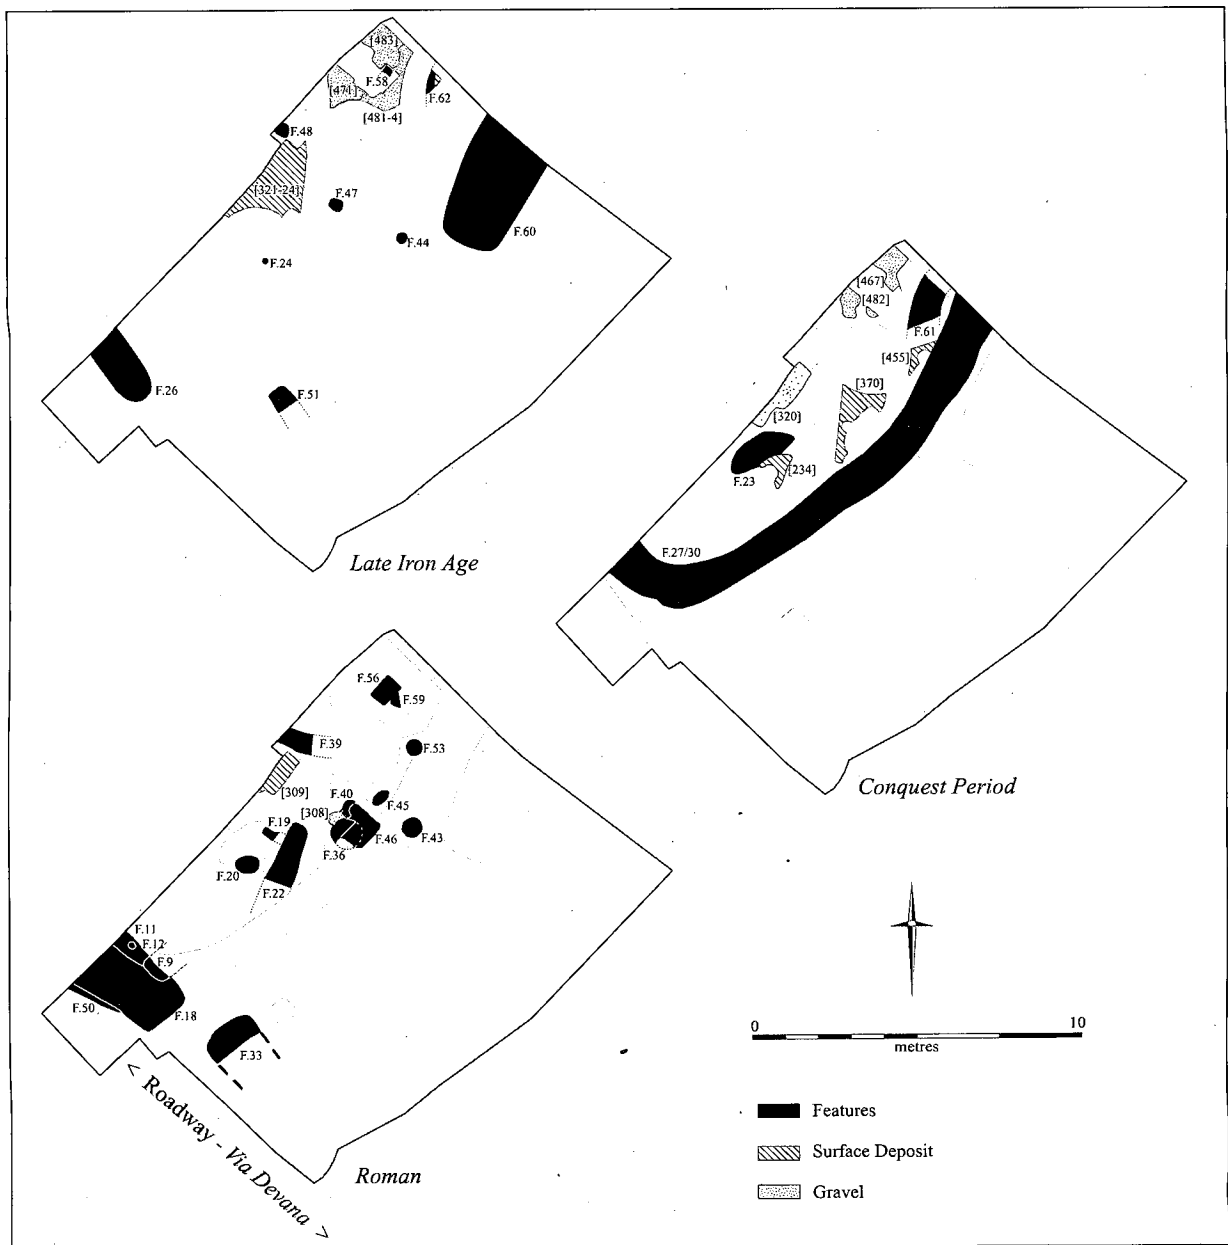 [483]
F.58
[471]
F.62
[481-4]
F.48
[321-24]
F.47
F.44
F.60
F.24
F.26
F.51
Late Iron Age
[467]
[482]
F.61
[455]
[370]
[320]
F.23
[234]
F.27/30
Conquest Period
F.56
F.59
F.39
F.53
[309]
F.40
F.45
[308]
F.19
F.46
F.43
F.36
F.20
F.22
F.11
F.12
F.9
F.50
F.18
F.33
< Roadway - Via Devana >
Roman
0 10
metres
Features
Surface Deposit
Gravel